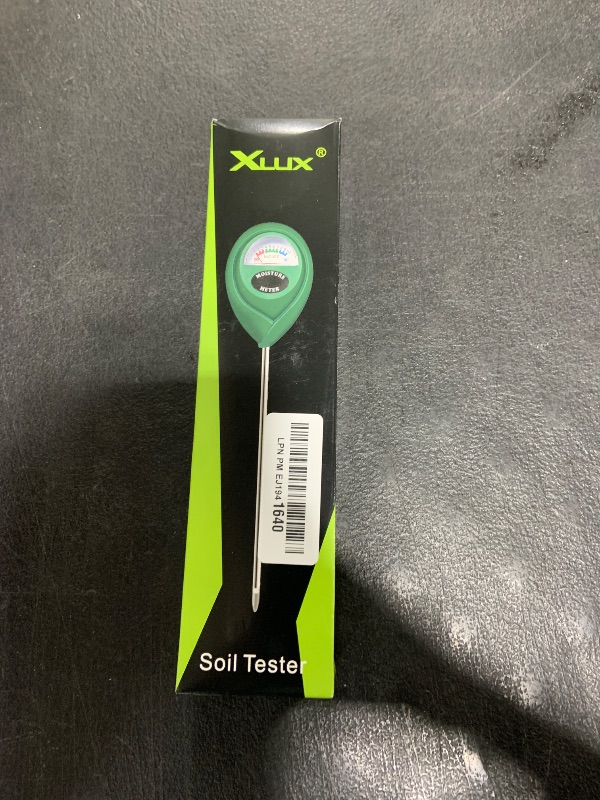 XLUX®
MOISTURE
METER
LPN PM EJ194 1640
Soil Tester